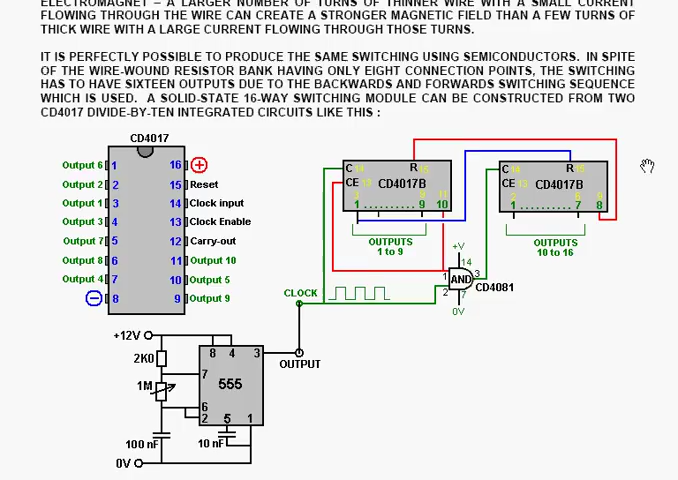 ELECTROMAGNET – A LARGER NUMBER OF TURNS OF THINNER WIRE WITH A SMALL CURRENT
FLOWING THROUGH THE WIRE CAN CREATE A STRONGER MAGNETIC FIELD THAN A FEW TURNS OF
THICK WIRE WITH A LARGE CURRENT FLOWING THROUGH THOSE TURNS.
IT IS PERFECTLY POSSIBLE TO PRODUCE THE SAME SWITCHING USING SEMICONDUCTORS. IN SPITE
OF THE WIRE-WOUND RESISTOR BANK HAVING ONLY EIGHT CONNECTION POINTS, THE SWITCHING
HAS TO HAVE SIXTEEN OUTPUTS DUE TO THE BACKWARDS AND FORWARDS SWITCHING SEQUENCE
WHICH IS USED. A SOLID-STATE 16-WAY SWITCHING MODULE CAN BE CONSTRUCTED FROM TWO
CD4017 DIVIDE-BY-TEN INTEGRATED CIRCUITS LIKE THIS :
CD4017
Output 6 1 16 +
Output 2 2 15 Reset
Output 1 3 14 Clock input
Output 3 4 13 Clock Enable
Output 7 5 12 Carry-out
Output 8 6 11 Output 10
Output 4 7 10 Output 5
− 8 9 Output 9
C 14 R 15
CE 13 CD4017B
3 9 11
1 ......... 9 10
OUTPUTS
1 to 9
C 14 R 15
CE 13 CD4017B
1 ......... 7 8
OUTPUTS
10 to 16
+V
14
1 AND 3
2
7
0V
CD4081
CLOCK
OUTPUT
+12V
2K0
1M
100 nF
0V
8 4 3
7
555
6
2 5 1
10 nF